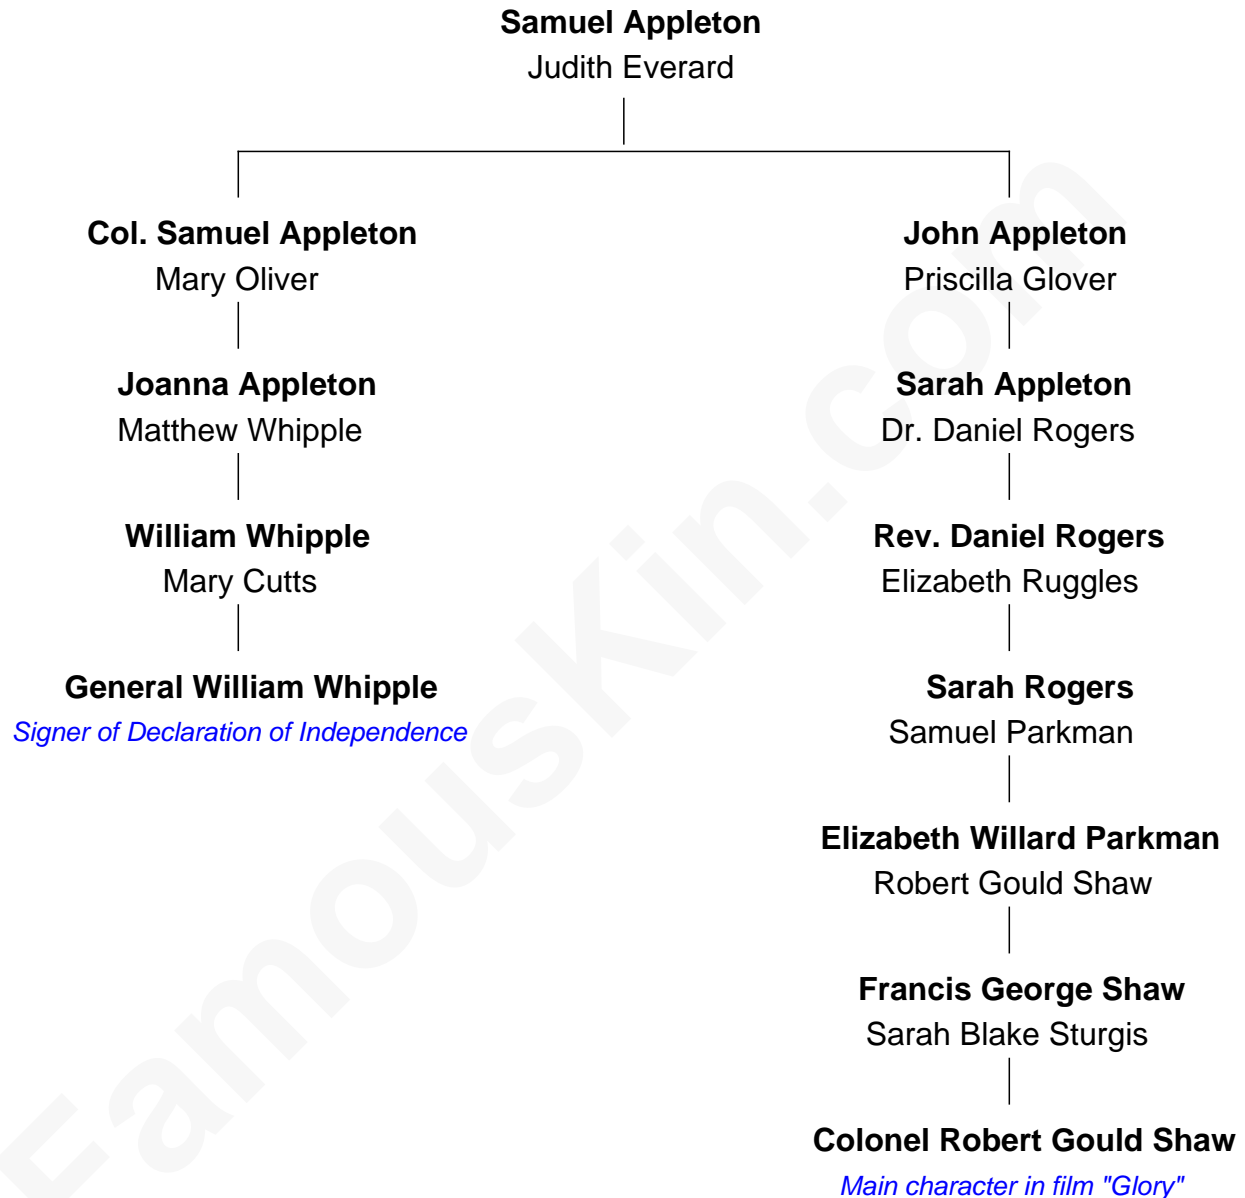 Samuel Appleton
Judith Everard
Col. Samuel Appleton
Mary Oliver
Joanna Appleton
Matthew Whipple
William Whipple
Mary Cutts
General William Whipple
Signer of Declaration of Independence
John Appleton
Priscilla Glover
Sarah Appleton
Dr. Daniel Rogers
Rev. Daniel Rogers
Elizabeth Ruggles
Sarah Rogers
Samuel Parkman
Elizabeth Willard Parkman
Robert Gould Shaw
Francis George Shaw
Sarah Blake Sturgis
Colonel Robert Gould Shaw
Main character in film "Glory"
FamousKin.com